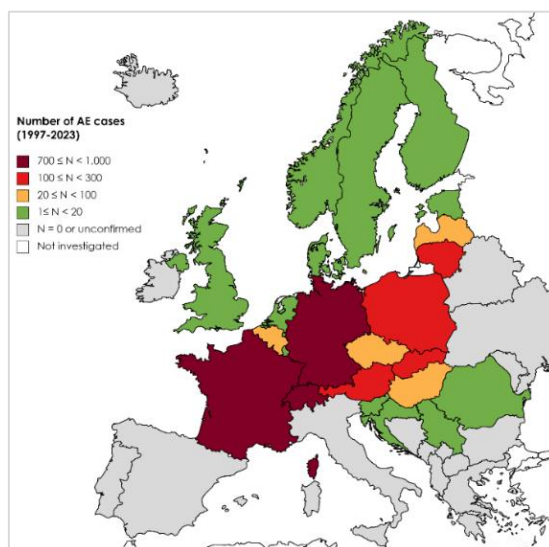 Number of AE cases
(1997-2023)
700 ≤ N < 1,000
100 ≤ N < 300
20 ≤ N < 100
1≤ N < 20
N = 0 or unconfirmed
Not investigated